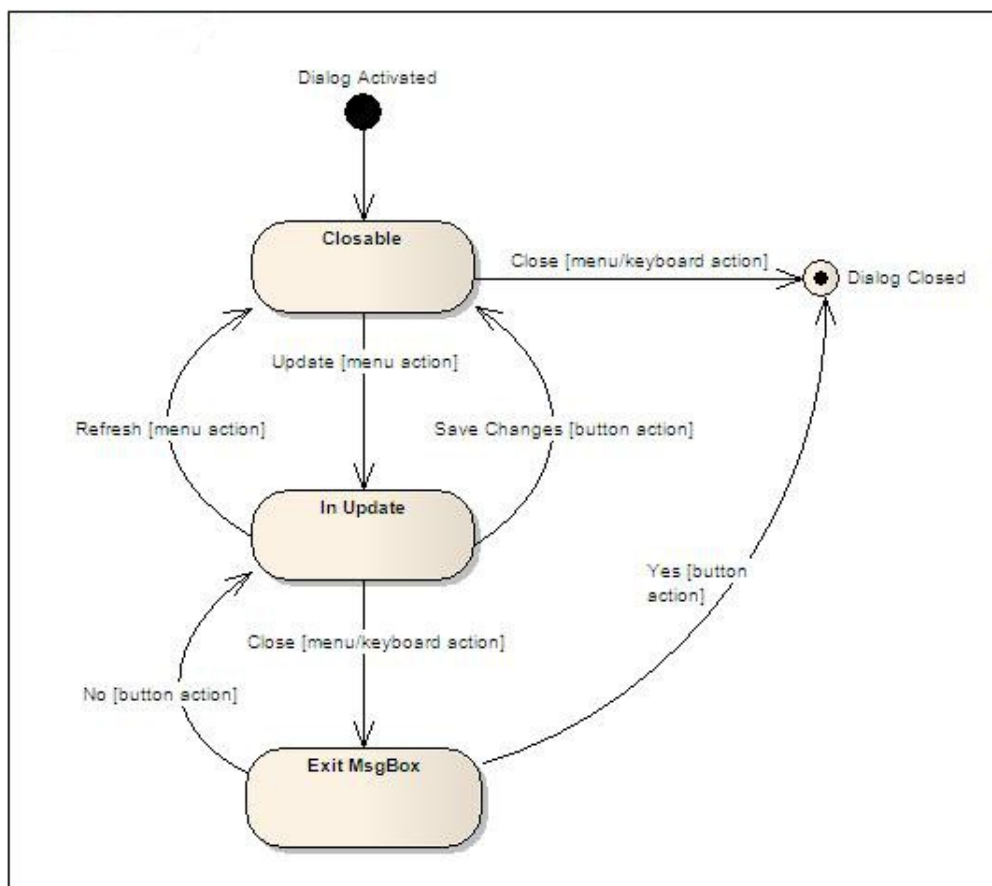 Dialog Activated
Closable
Close [menu/keyboard action]
Dialog Closed
Update [menu action]
Refresh [menu action]
Save Changes [button action]
In Update
Yes [button
action]
Close [menu/keyboard action]
No [button action]
Exit MsgBox